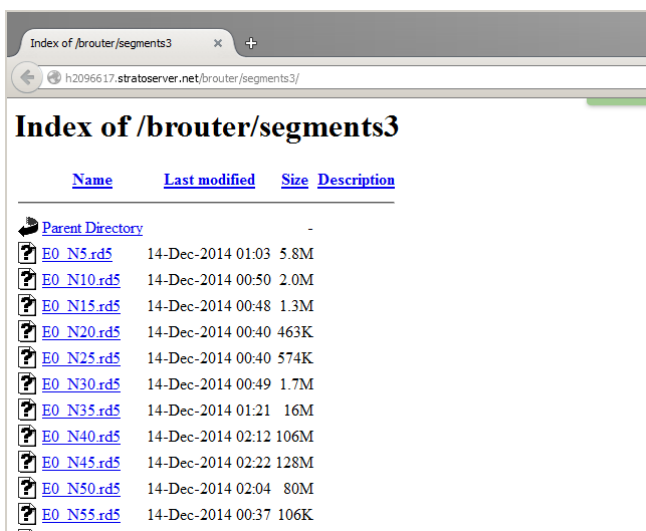 Index of /brouter/segments3
h2096617.stratoserver.net/brouter/segments3/
Index of /brouter/segments3
Name Last modified Size Description
Parent Directory -
E0_N5.rd5 14-Dec-2014 01:03 5.8M
E0_N10.rd5 14-Dec-2014 00:50 2.0M
E0_N15.rd5 14-Dec-2014 00:48 1.3M
E0_N20.rd5 14-Dec-2014 00:40 463K
E0_N25.rd5 14-Dec-2014 00:40 574K
E0_N30.rd5 14-Dec-2014 00:49 1.7M
E0_N35.rd5 14-Dec-2014 01:21 16M
E0_N40.rd5 14-Dec-2014 02:12 106M
E0_N45.rd5 14-Dec-2014 02:22 128M
E0_N50.rd5 14-Dec-2014 02:04 80M
E0_N55.rd5 14-Dec-2014 00:37 106K